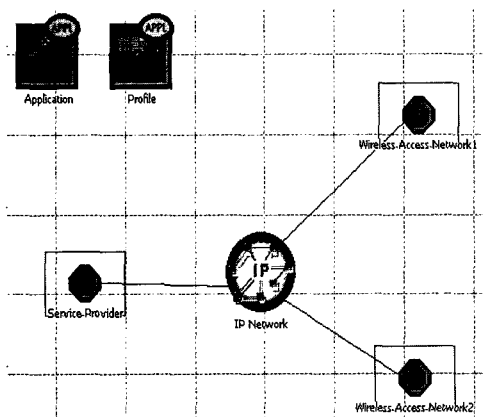 APPL
APPL
Application
Profile
Wireless-Access-Network1
IP
Service-Provider
IP Network
Wireless-Access-Network2